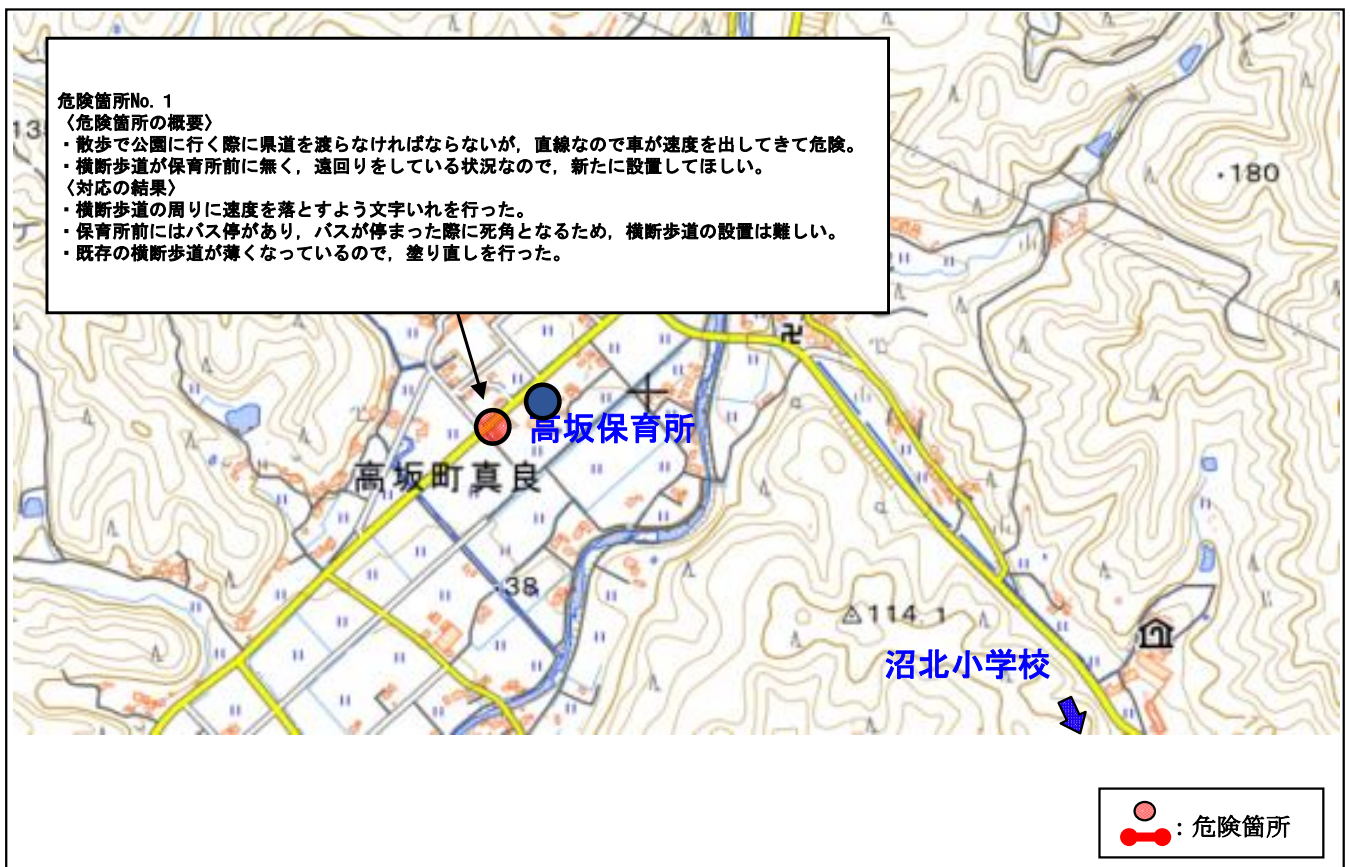 危険箇所No. 1
〈危険箇所の概要〉
・散歩で公園に行く際に県道を渡らなければならないが，直線なので車が速度を出してきて危険。
・横断歩道が保育所前に無く，遠回りをしている状況なので，新たに設置してほしい。
〈対応の結果〉
・横断歩道の周りに速度を落とすよう文字いれを行った。
・保育所前にはバス停があり，バスが停まった際に死角となるため，横断歩道の設置は難しい。
・既存の横断歩道が薄くなっているので，塗り直しを行った。
・180
高坂保育所
高坂町真良
・38
114.1
沼北小学校
：危険箇所